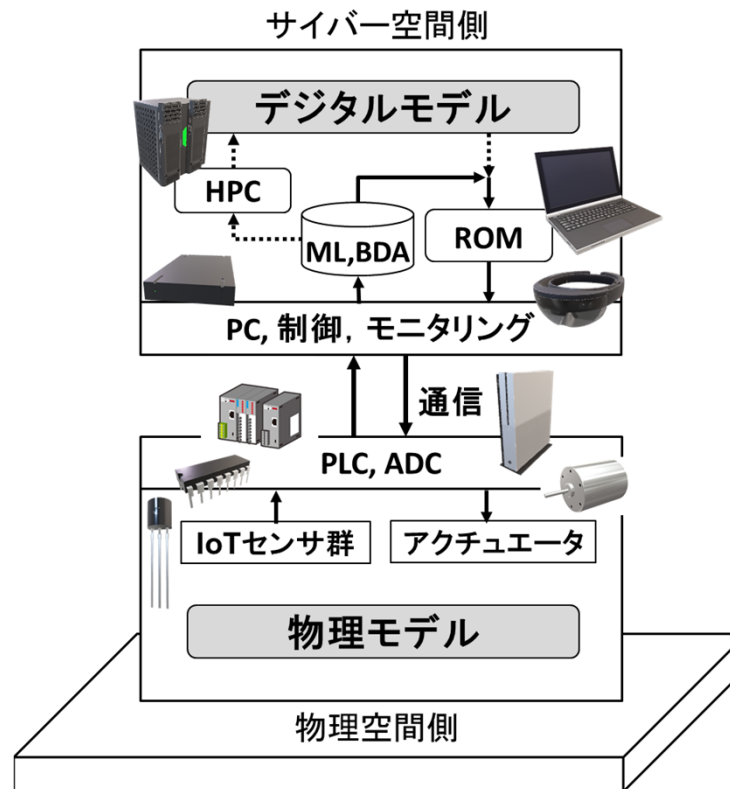 サイバー空間側
デジタルモデル
HPC
ML,BDA
ROM
PC, 制御, モニタリング
通信
PLC, ADC
IoTセンサ群
アクチュエータ
物理モデル
物理空間側